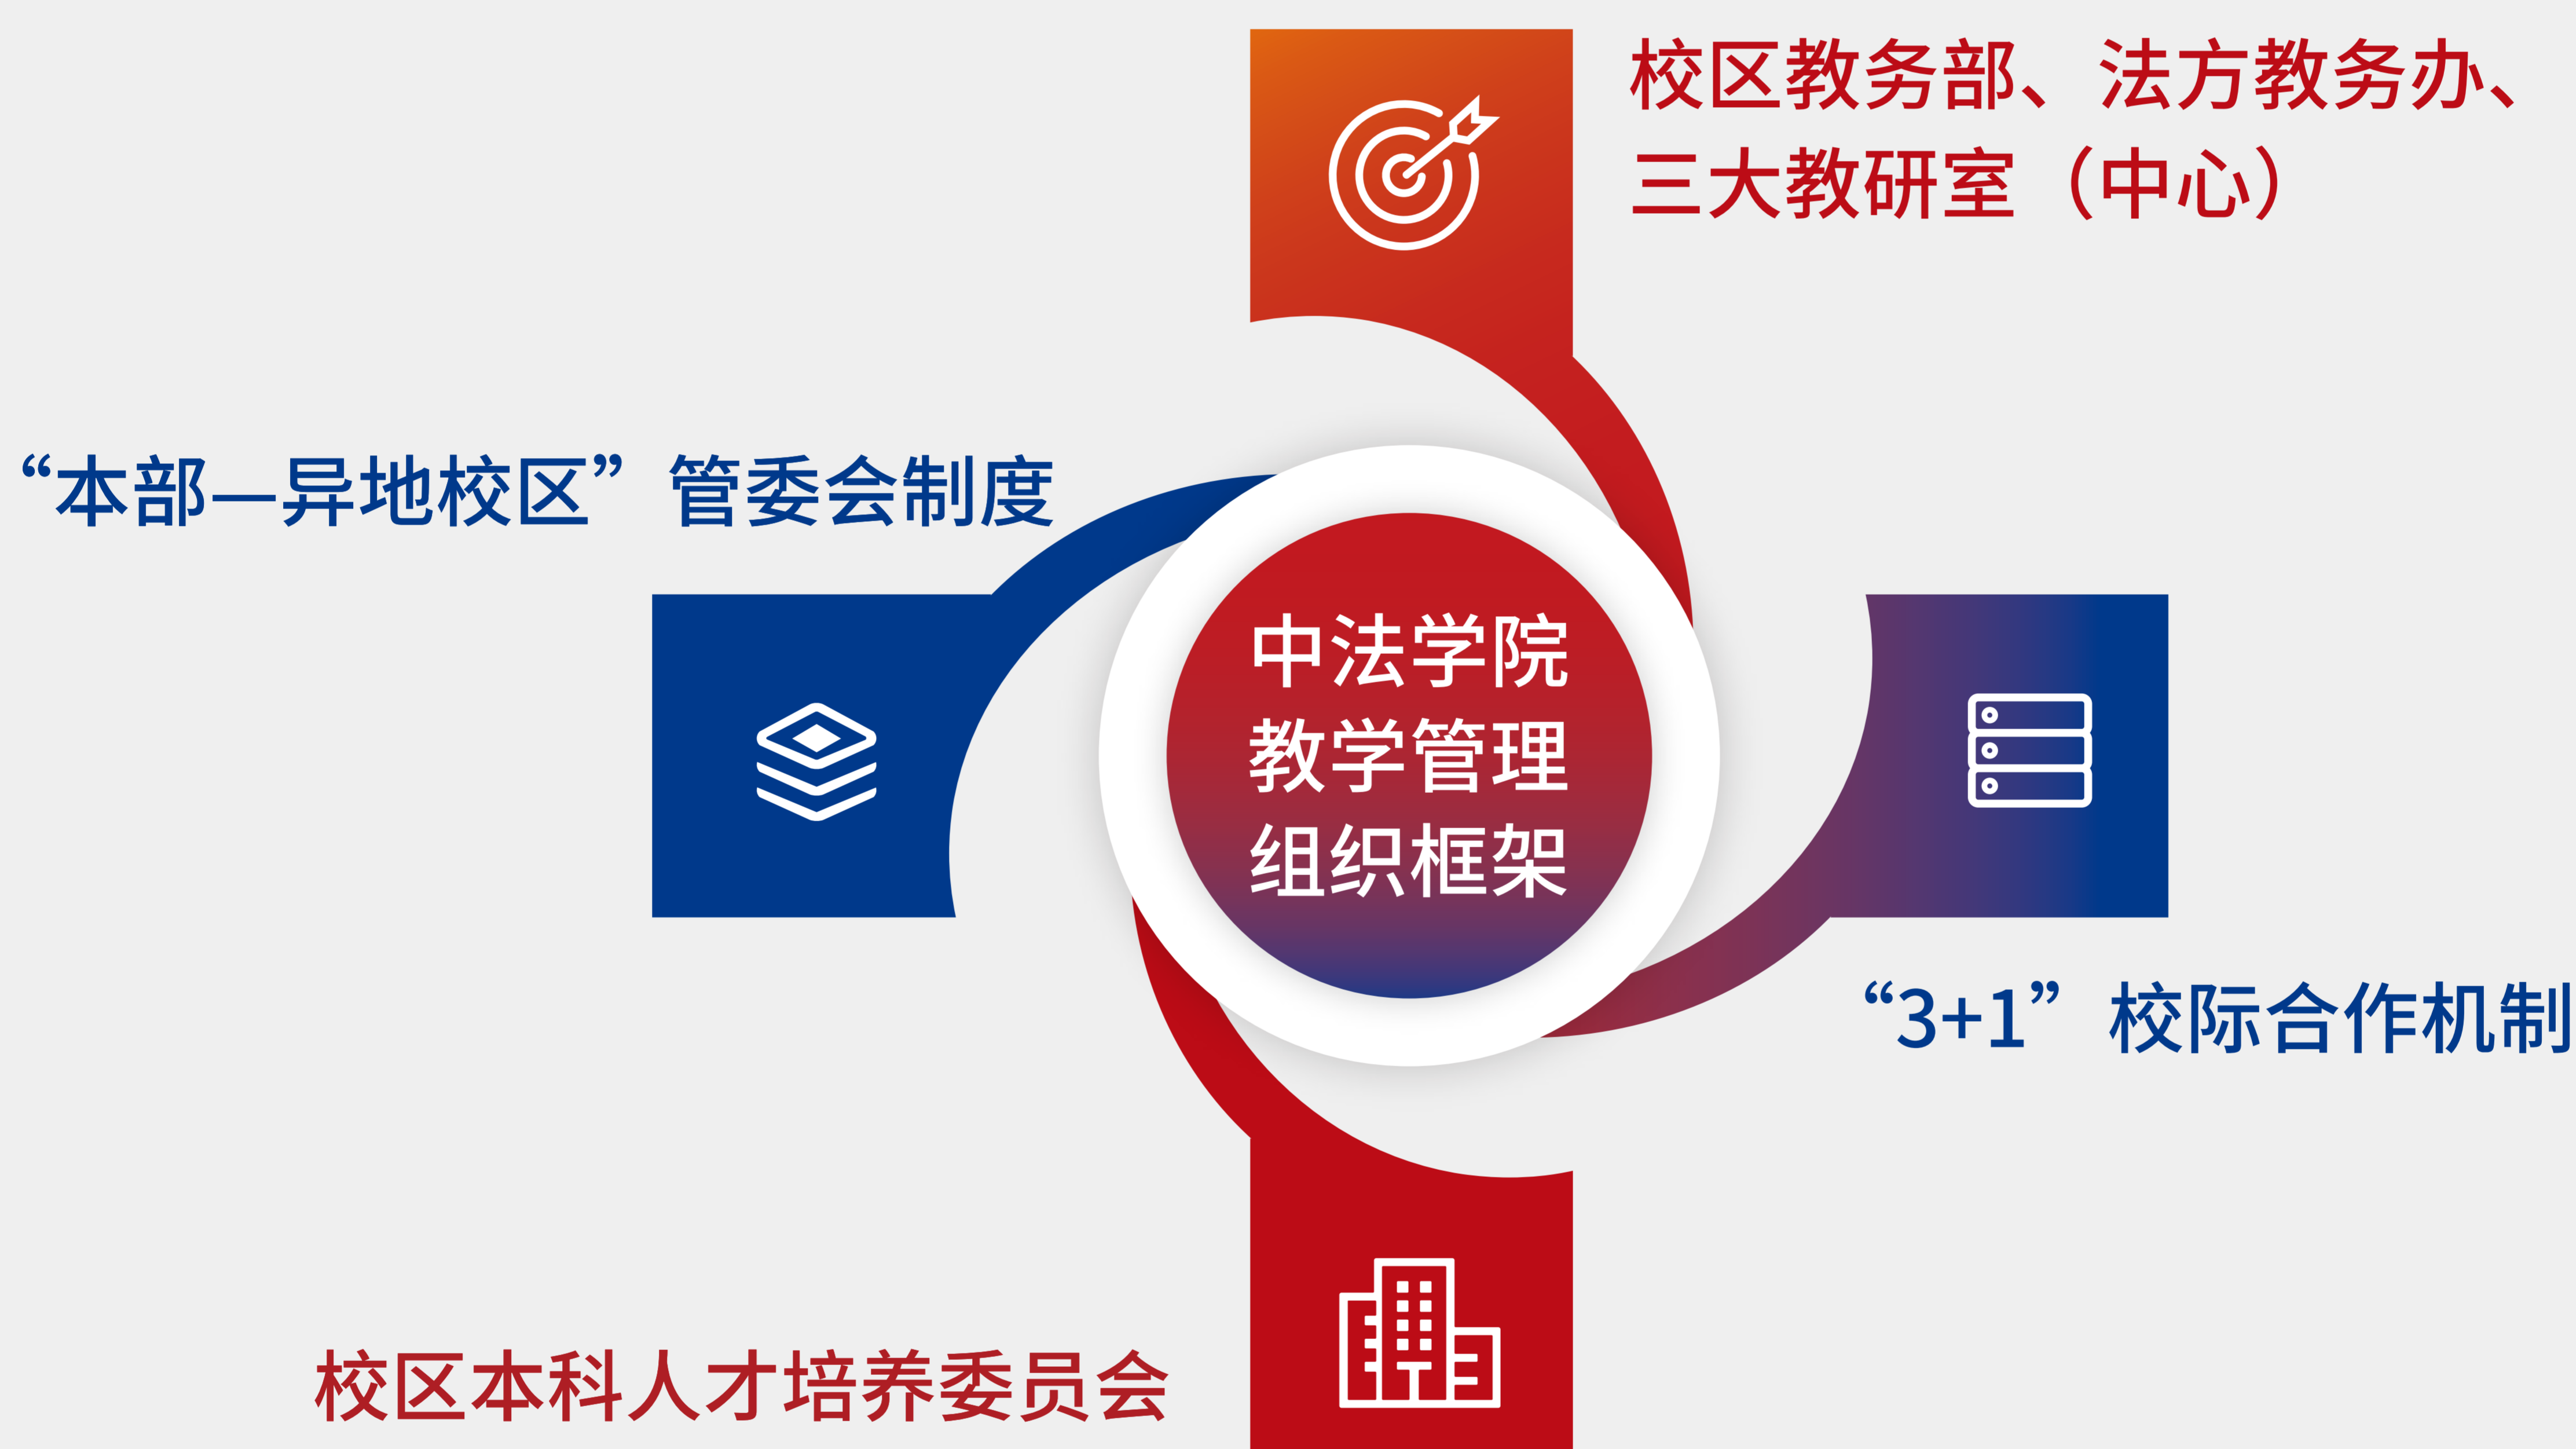 校区教务部、法方教务办、
三大教研室（中心）
“本部—异地校区”管委会制度
中法学院
教学管理
组织框架
“3+1”校际合作机制
校区本科人才培养委员会